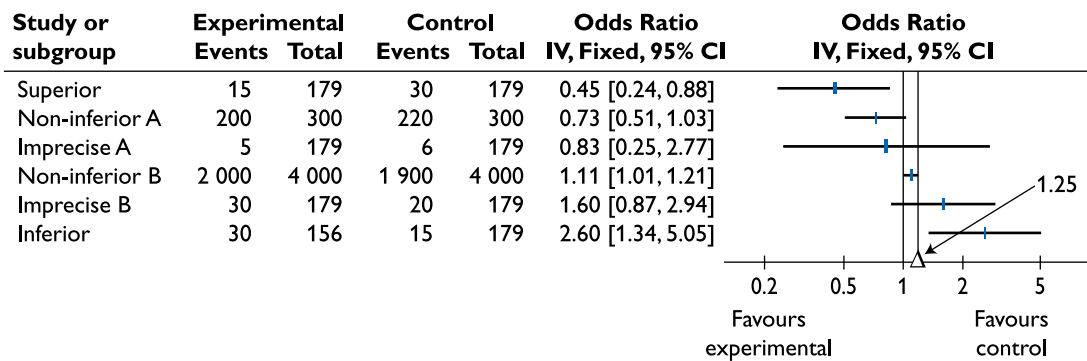 Study or Experimental Control Odds Ratio Odds Ratio
subgroup Events Total Events Total IV, Fixed, 95% CI IV, Fixed, 95% CI
Superior 15 179 30 179 0.45 [0.24, 0.88]
Non-inferior A 200 300 220 300 0.73 [0.51, 1.03]
Imprecise A 5 179 6 179 0.83 [0.25, 2.77]
Non-inferior B 2 000 4 000 1 900 4 000 1.11 [1.01, 1.21]
1.25
Imprecise B 30 179 20 179 1.60 [0.87, 2.94]
Inferior 30 156 15 179 2.60 [1.34, 5.05]
0.2 0.5 1 2 5
Favours Favours
experimental control